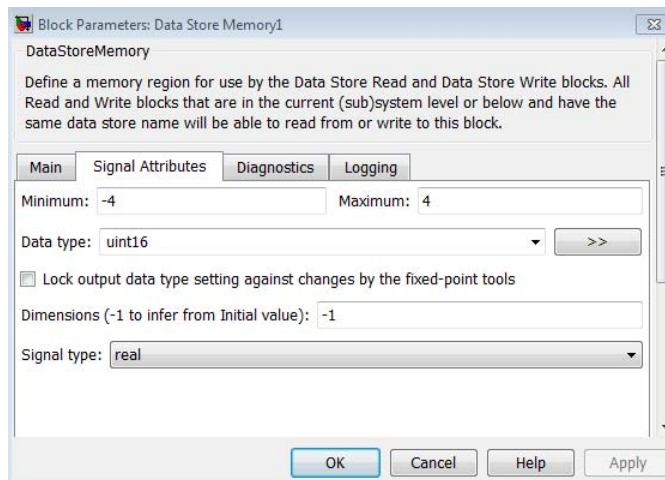 Block Parameters: Data Store Memory1
DataStoreMemory
Define a memory region for use by the Data Store Read and Data Store Write blocks. All
Read and Write blocks that are in the current (sub)system level or below and have the
same data store name will be able to read from or write to this block.
Main Signal Attributes Diagnostics Logging
Minimum: -4 Maximum: 4
Data type: uint16 >>
Lock output data type setting against changes by the fixed-point tools
Dimensions (-1 to infer from Initial value): -1
Signal type: real
OK Cancel Help Apply